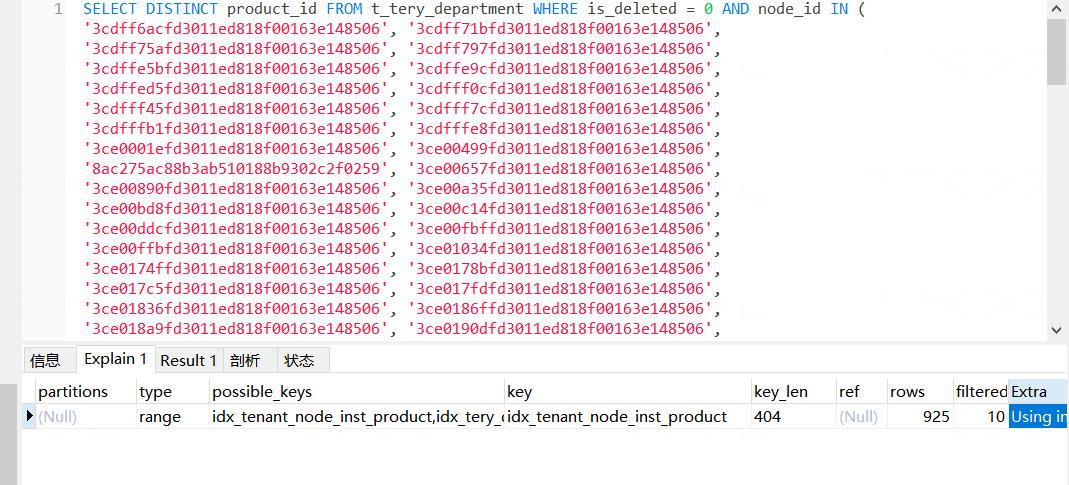 1 SELECT DISTINCT product_id FROM t_tery_department WHERE is_deleted = 0 AND node_id IN (
'3cdff6acfd3011ed818f00163e148506', '3cdff71bfd3011ed818f00163e148506',
'3cdff75afd3011ed818f00163e148506', '3cdff797fd3011ed818f00163e148506',
'3cdffe5bfd3011ed818f00163e148506', '3cdffe9cfd3011ed818f00163e148506',
'3cdffed5fd3011ed818f00163e148506', '3cdfff0cfd3011ed818f00163e148506',
'3cdfff45fd3011ed818f00163e148506', '3cdfff7cfd3011ed818f00163e148506',
'3cdfffb1fd3011ed818f00163e148506', '3cdfffe8fd3011ed818f00163e148506',
'3ce0001efd3011ed818f00163e148506', '3ce00499fd3011ed818f00163e148506',
'8ac275ac88b3ab510188b9302c2f0259', '3ce00657fd3011ed818f00163e148506',
'3ce00890fd3011ed818f00163e148506', '3ce00a35fd3011ed818f00163e148506',
'3ce00bd8fd3011ed818f00163e148506', '3ce00c14fd3011ed818f00163e148506',
'3ce00ddcfd3011ed818f00163e148506', '3ce00fbffd3011ed818f00163e148506',
'3ce00ffbfd3011ed818f00163e148506', '3ce01034fd3011ed818f00163e148506',
'3ce0174ffd3011ed818f00163e148506', '3ce0178bfd3011ed818f00163e148506',
'3ce017c5fd3011ed818f00163e148506', '3ce017fdfd3011ed818f00163e148506',
'3ce01836fd3011ed818f00163e148506', '3ce0186ffd3011ed818f00163e148506',
'3ce018a9fd3011ed818f00163e148506', '3ce0190dfd3011ed818f00163e148506',
信息 Explain 1 Result 1 剖析 状态
partitions type possible_keys key key_len ref rows filtered Extra
(Null) range idx_tenant_node_inst_product,idx_tery_ idx_tenant_node_inst_product 404 (Null) 925 10 Using in